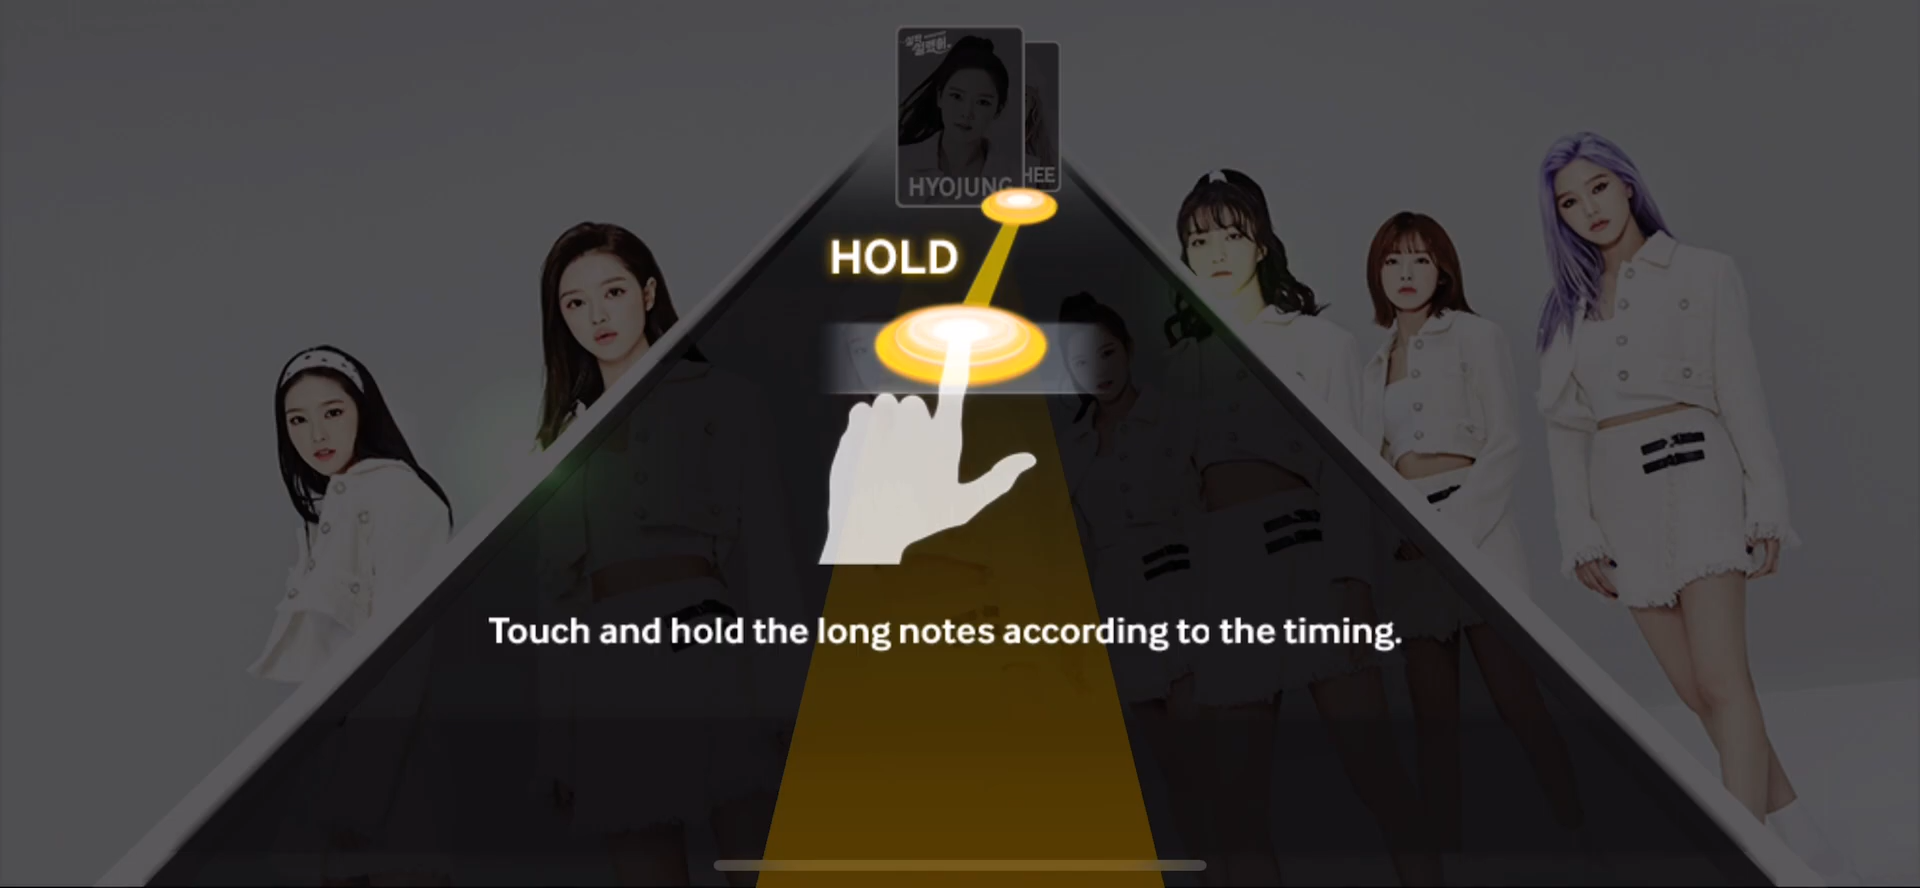 HYOJUNG
HEE
HOLD
Touch and hold the long notes according to the timing.